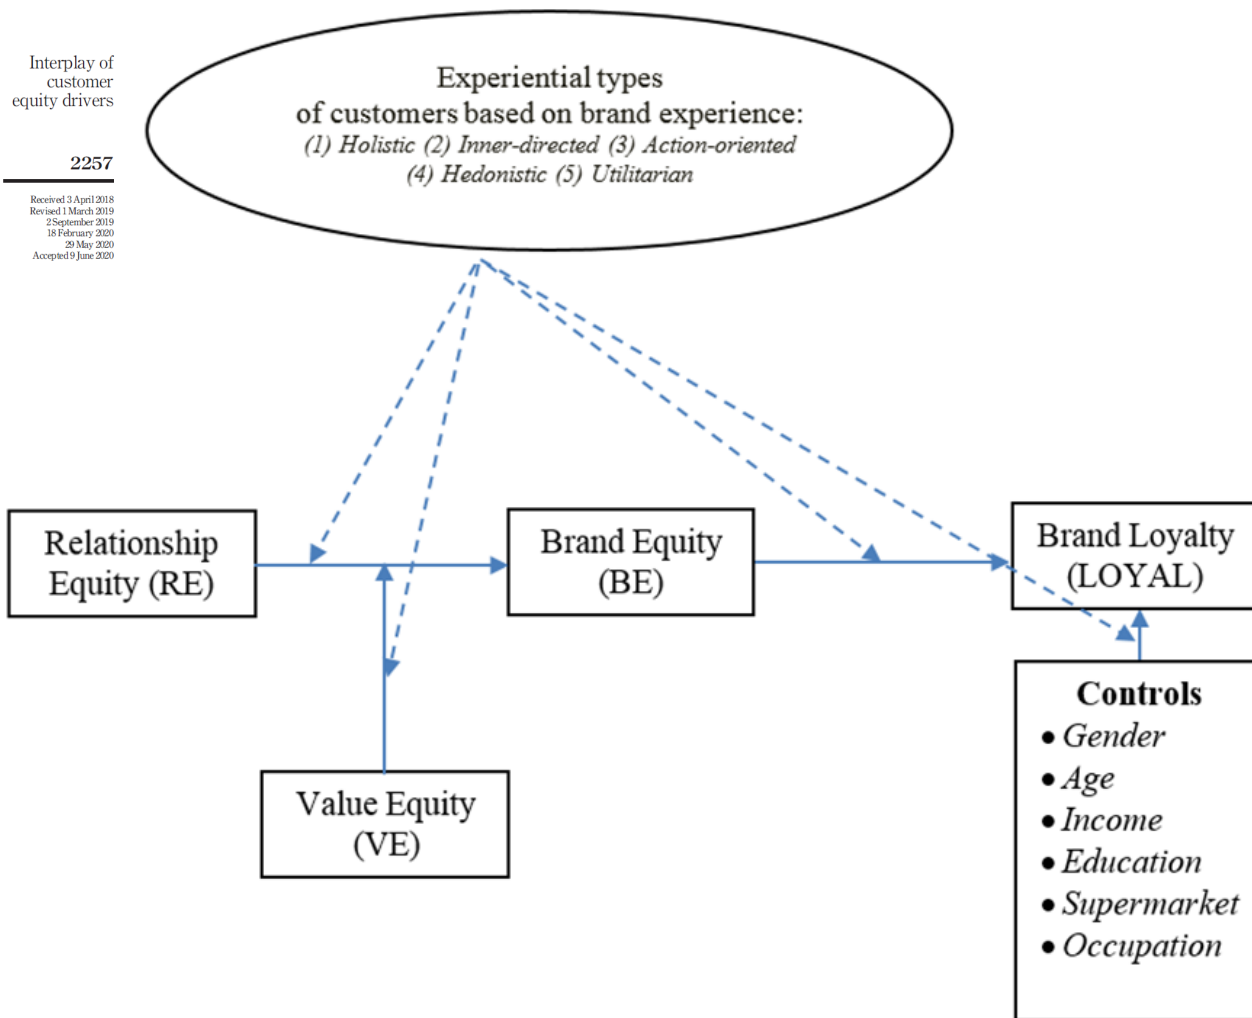 Interplay of
customer
equity drivers
2257
Received 3 April 2018
Revised 1 March 2019
2 September 2019
18 February 2020
29 May 2020
Accepted 9 June 2020
Experiential types
of customers based on brand experience:
(1) Holistic (2) Inner-directed (3) Action-oriented
(4) Hedonistic (5) Utilitarian
Relationship
Equity (RE)
Brand Equity
(BE)
Brand Loyalty
(LOYAL)
Value Equity
(VE)
Controls
• Gender
• Age
• Income
• Education
• Supermarket
• Occupation